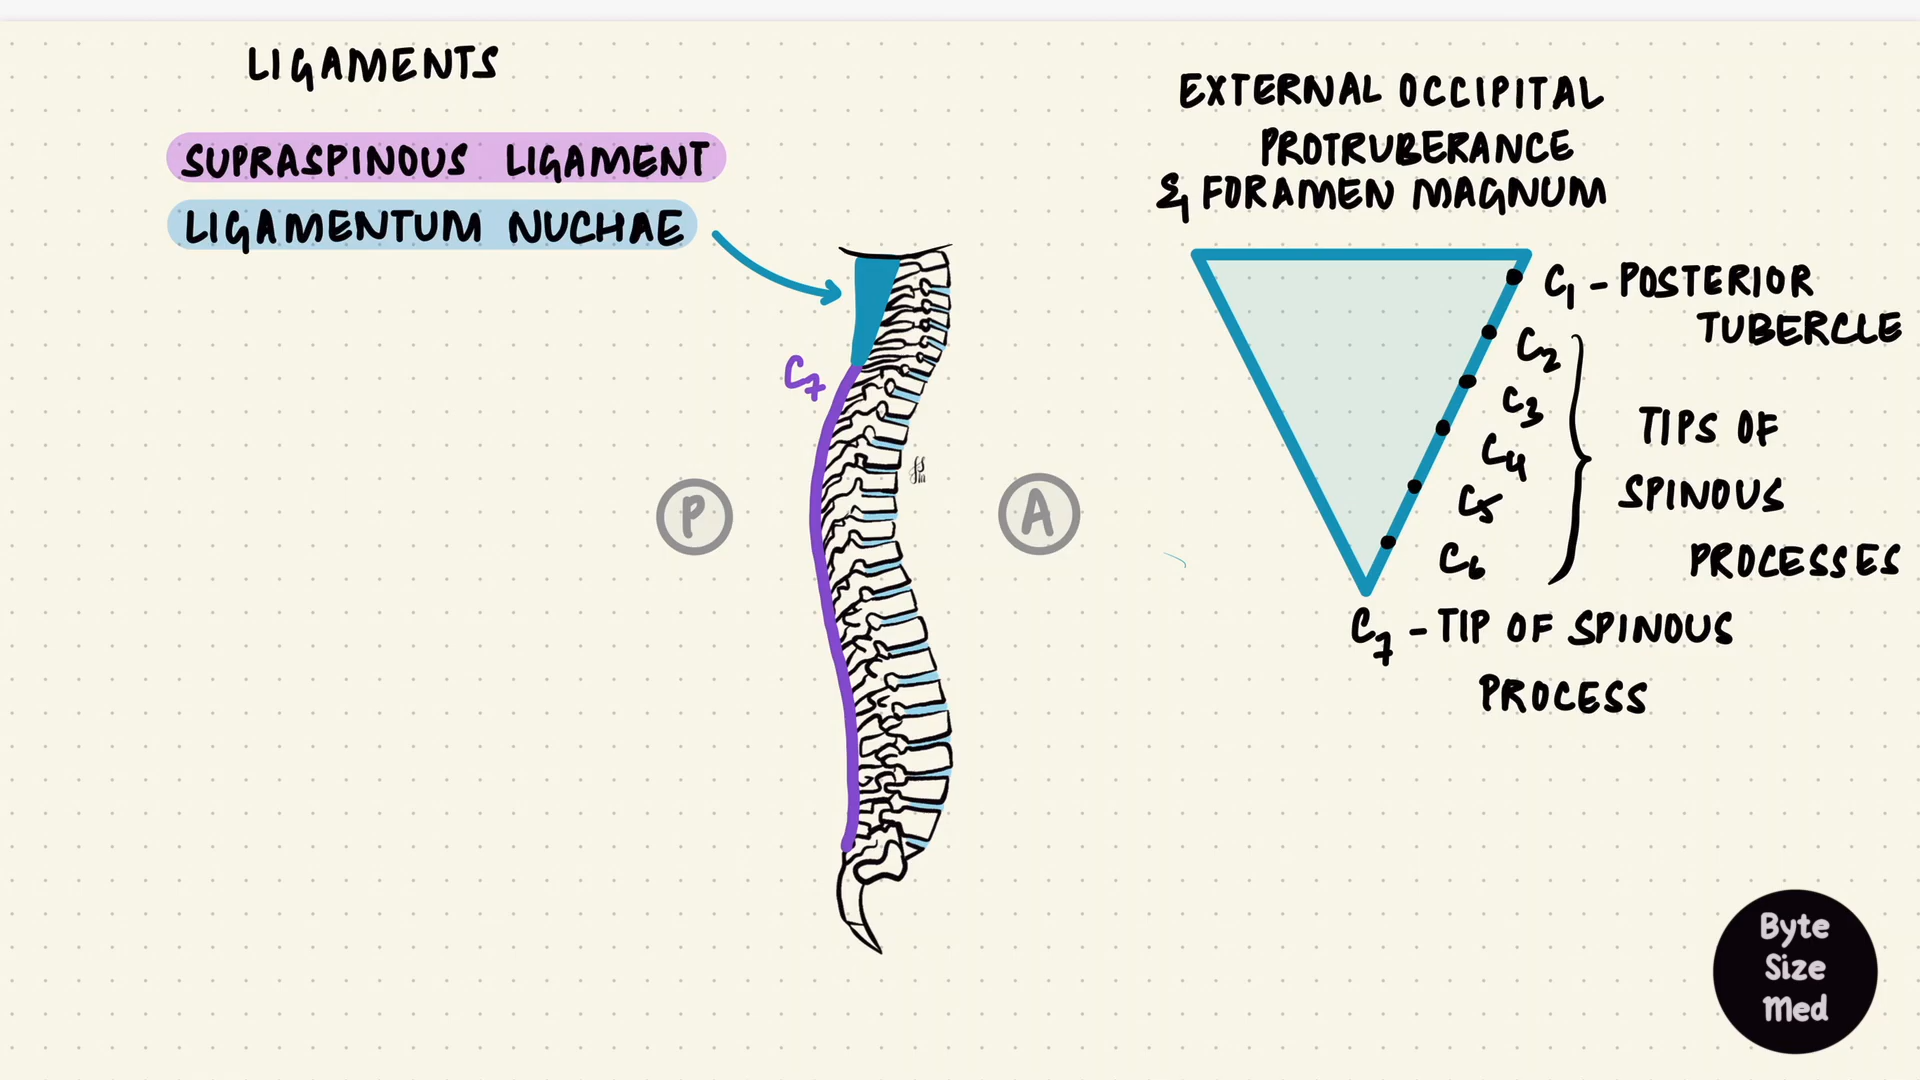 LIGAMENTS
SUPRASPINOUS LIGAMENT
LIGAMENTUM NUCHAE
C7
P
A
EXTERNAL OCCIPITAL
PROTRUBERANCE
& FORAMEN MAGNUM
C1 - POSTERIOR
TUBERCLE
C2
C3
C4
C5
C6
TIPS OF
SPINOUS
PROCESSES
C7 - TIP OF SPINOUS
PROCESS
Byte
Size
Med